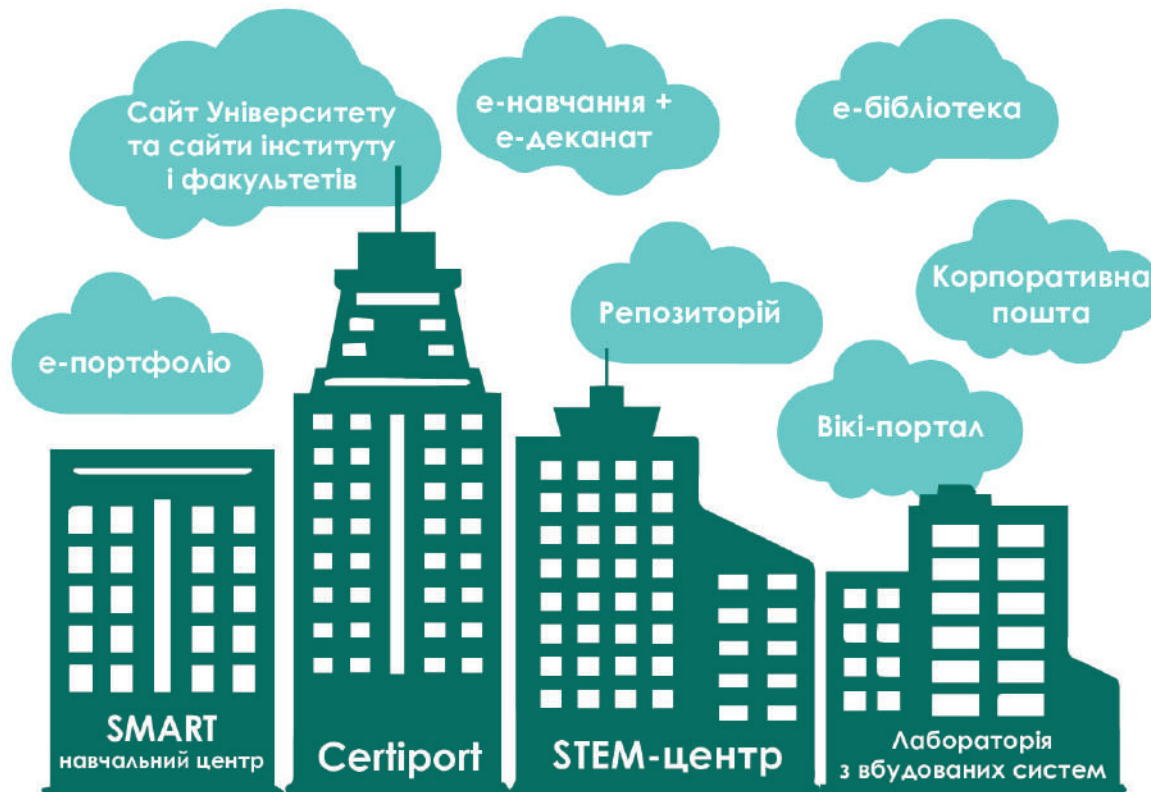 Сайт Університету
та сайти інституту
і факультетів
е-навчання +
е-деканат
е-бібліотека
Корпоративна
пошта
Репозиторій
е-портфоліо
Вікі-портал
SMART
навчальний центр
Certiport
STEM-центр
Лабораторія
з вбудованих систем